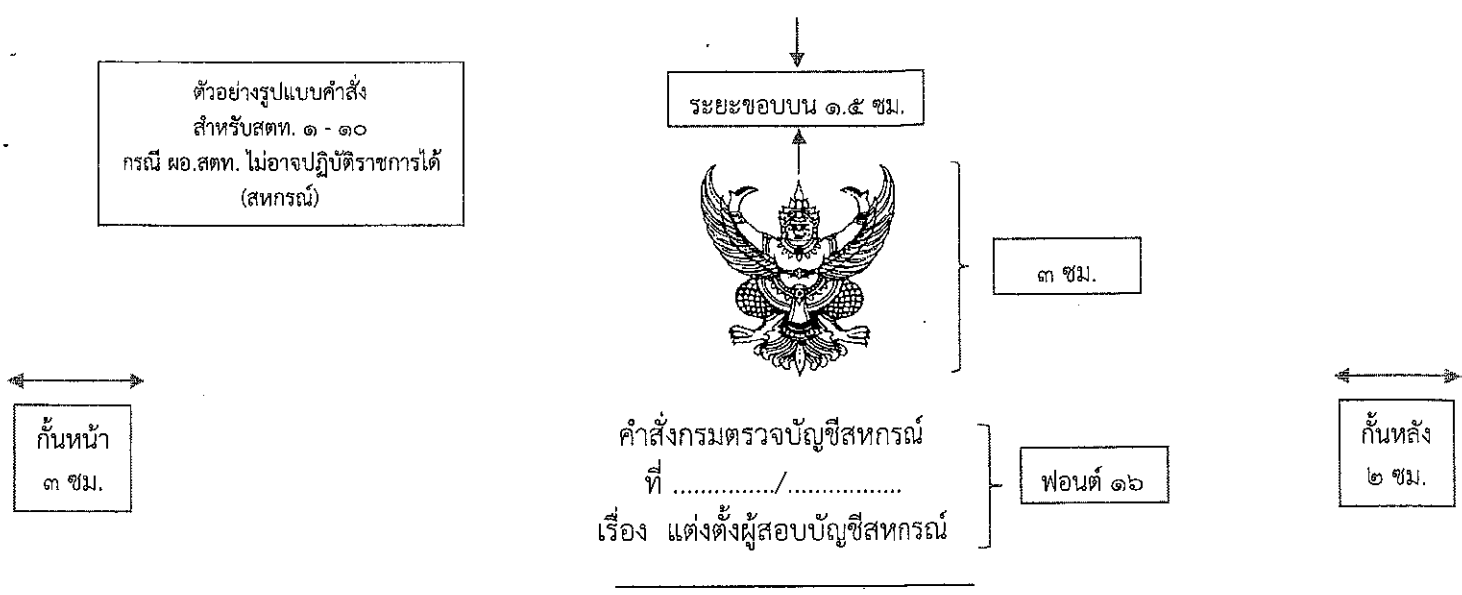 ตัวอย่างรูปแบบคำสั่ง
สำหรับสตท. ๑ - ๑๐
กรณี ผอ.สตท. ไม่อาจปฏิบัติราชการได้
(สหกรณ์)
ระยะขอบบน ๑.๕ ซม.
๓ ซม.
กั้นหน้า
๓ ซม.
กั้นหลัง
๒ ซม.
คำสั่งกรมตรวจบัญชีสหกรณ์
ที่ .............../.................
เรื่อง แต่งตั้งผู้สอบบัญชีสหกรณ์
ฟอนต์ ๑๖